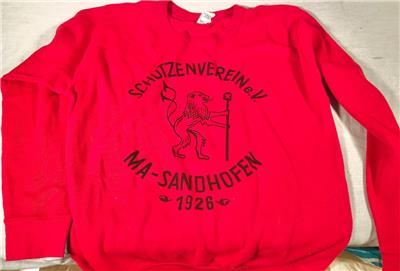 SCHÜTZENVEREIN e.V.
MA-SANDHOFEN
1926